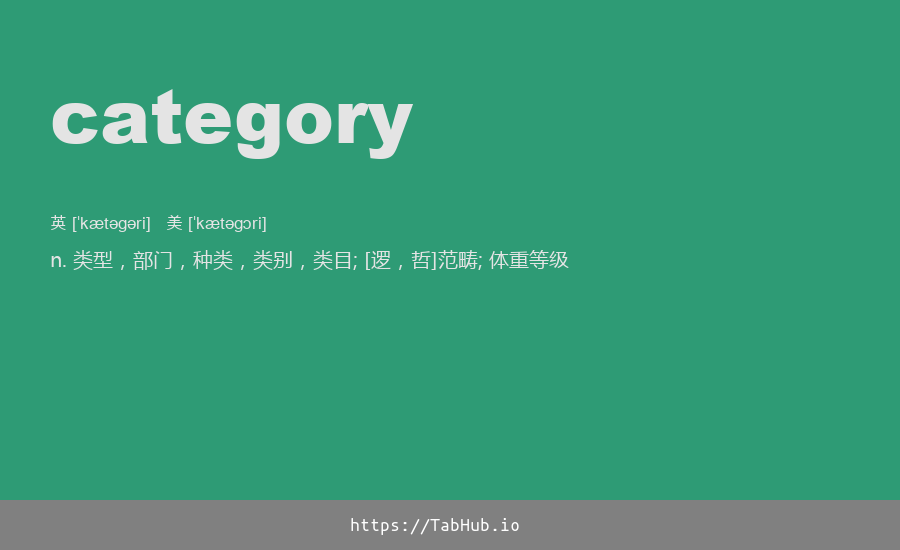 category
英 [ˈkætəgəri] 美 [ˈkætəgɔri]
n. 类型，部门，种类，类别，类目; [逻，哲]范畴; 体重等级
https://TabHub.io